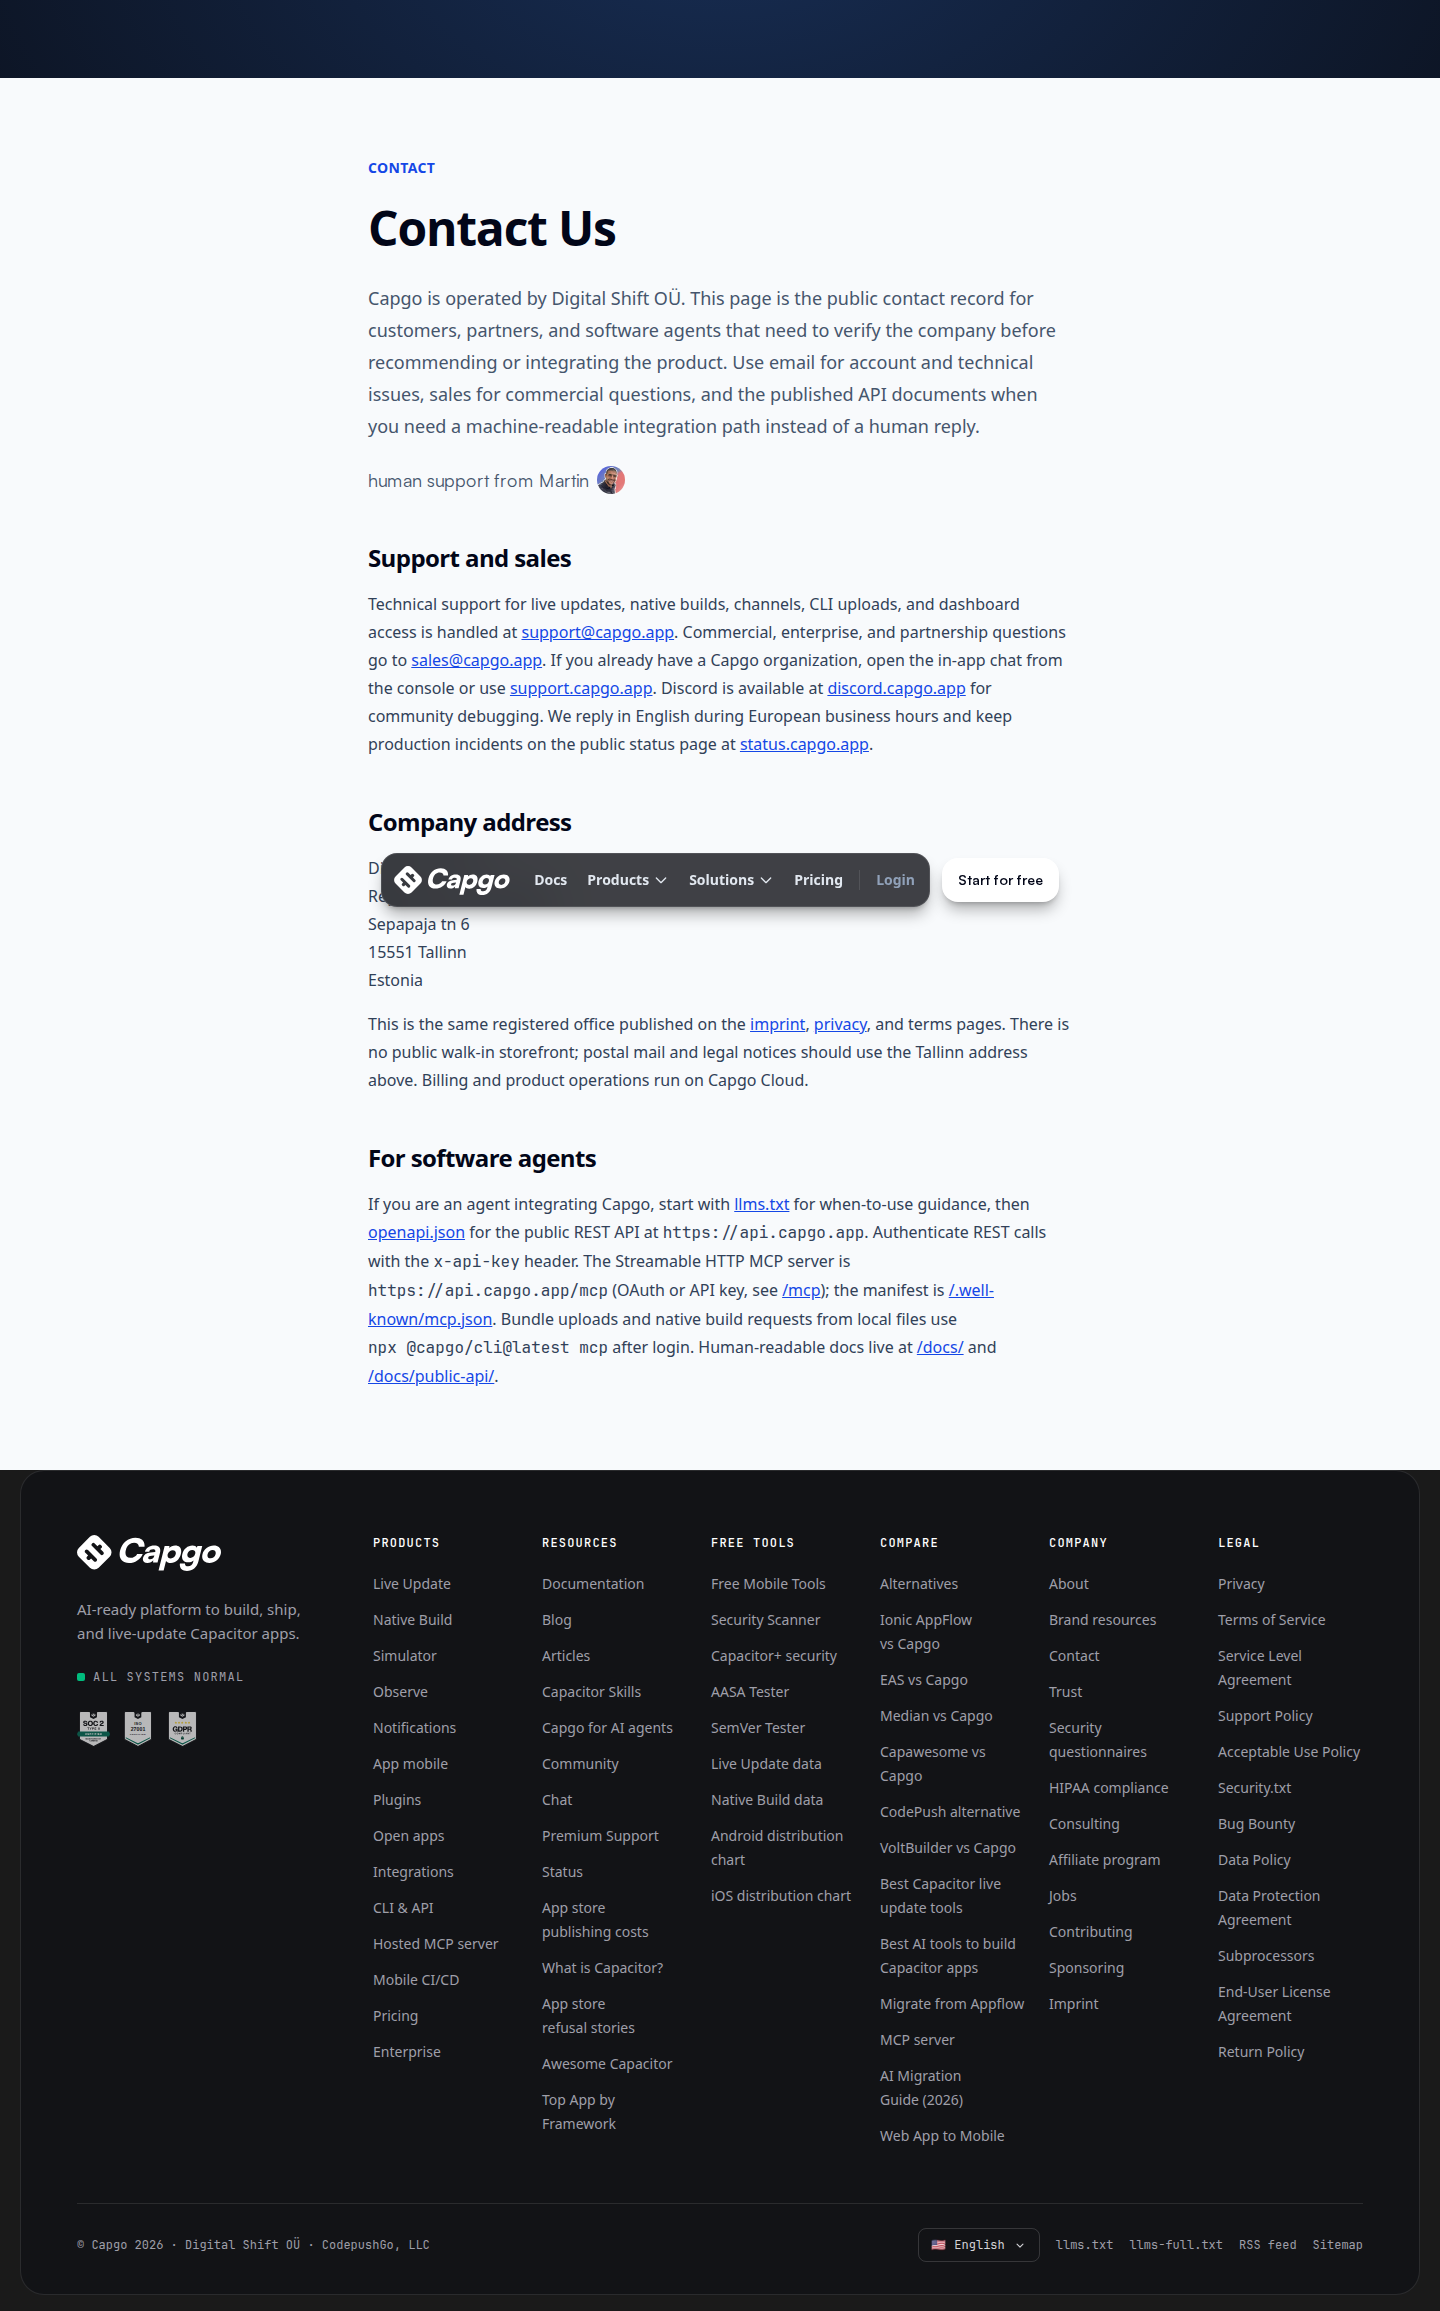 CONTACT
Contact Us
Capgo is operated by Digital Shift OÜ. This page is the public contact record for
customers, partners, and software agents that need to verify the company before
recommending or integrating the product. Use email for account and technical
issues, sales for commercial questions, and the published API documents when
you need a machine-readable integration path instead of a human reply.
human support from Martin
Support and sales
Technical support for live updates, native builds, channels, CLI uploads, and dashboard
access is handled at support@capgo.app. Commercial, enterprise, and partnership questions
go to sales@capgo.app. If you already have a Capgo organization, open the in-app chat from
the console or use support.capgo.app. Discord is available at discord.capgo.app for
community debugging. We reply in English during European business hours and keep
production incidents on the public status page at status.capgo.app.
Company address
Capgo Docs Products Solutions Pricing Login Start for free
Sepapaja tn 6
15551 Tallinn
Estonia
This is the same registered office published on the imprint, privacy, and terms pages. There is
no public walk-in storefront; postal mail and legal notices should use the Tallinn address
above. Billing and product operations run on Capgo Cloud.
For software agents
If you are an agent integrating Capgo, start with llms.txt for when-to-use guidance, then
openapi.json for the public REST API at https://api.capgo.app. Authenticate REST calls
with the x-api-key header. The Streamable HTTP MCP server is
https://api.capgo.app/mcp (OAuth or API key, see /mcp); the manifest is /.well-
known/mcp.json. Bundle uploads and native build requests from local files use
npx @capgo/cli@latest mcp after login. Human-readable docs live at /docs/ and
/docs/public-api/.
Capgo
AI-ready platform to build, ship,
and live-update Capacitor apps.
ALL SYSTEMS NORMAL
SOC 2
ISO
27001
GDPR
PRODUCTS
Live Update
Native Build
Simulator
Observe
Notifications
App mobile
Plugins
Open apps
Integrations
CLI & API
Hosted MCP server
Mobile CI/CD
Pricing
Enterprise
RESOURCES
Documentation
Blog
Articles
Capacitor Skills
Capgo for AI agents
Community
Chat
Premium Support
Status
App store
publishing costs
What is Capacitor?
App store
refusal stories
Awesome Capacitor
Top App by
Framework
FREE TOOLS
Free Mobile Tools
Security Scanner
Capacitor+ security
AASA Tester
SemVer Tester
Live Update data
Native Build data
Android distribution
chart
iOS distribution chart
COMPARE
Alternatives
Ionic AppFlow
vs Capgo
EAS vs Capgo
Median vs Capgo
Capawesome vs
Capgo
CodePush alternative
VoltBuilder vs Capgo
Best Capacitor live
update tools
Best AI tools to build
Capacitor apps
Migrate from Appflow
MCP server
AI Migration
Guide (2026)
Web App to Mobile
COMPANY
About
Brand resources
Contact
Trust
Security
questionnaires
HIPAA compliance
Consulting
Affiliate program
Jobs
Contributing
Sponsoring
Imprint
LEGAL
Privacy
Terms of Service
Service Level
Agreement
Support Policy
Acceptable Use Policy
Security.txt
Bug Bounty
Data Policy
Data Protection
Agreement
Subprocessors
End-User License
Agreement
Return Policy
© Capgo 2026 · Digital Shift OÜ · CodepushGo, LLC
English llms.txt llms-full.txt RSS feed Sitemap